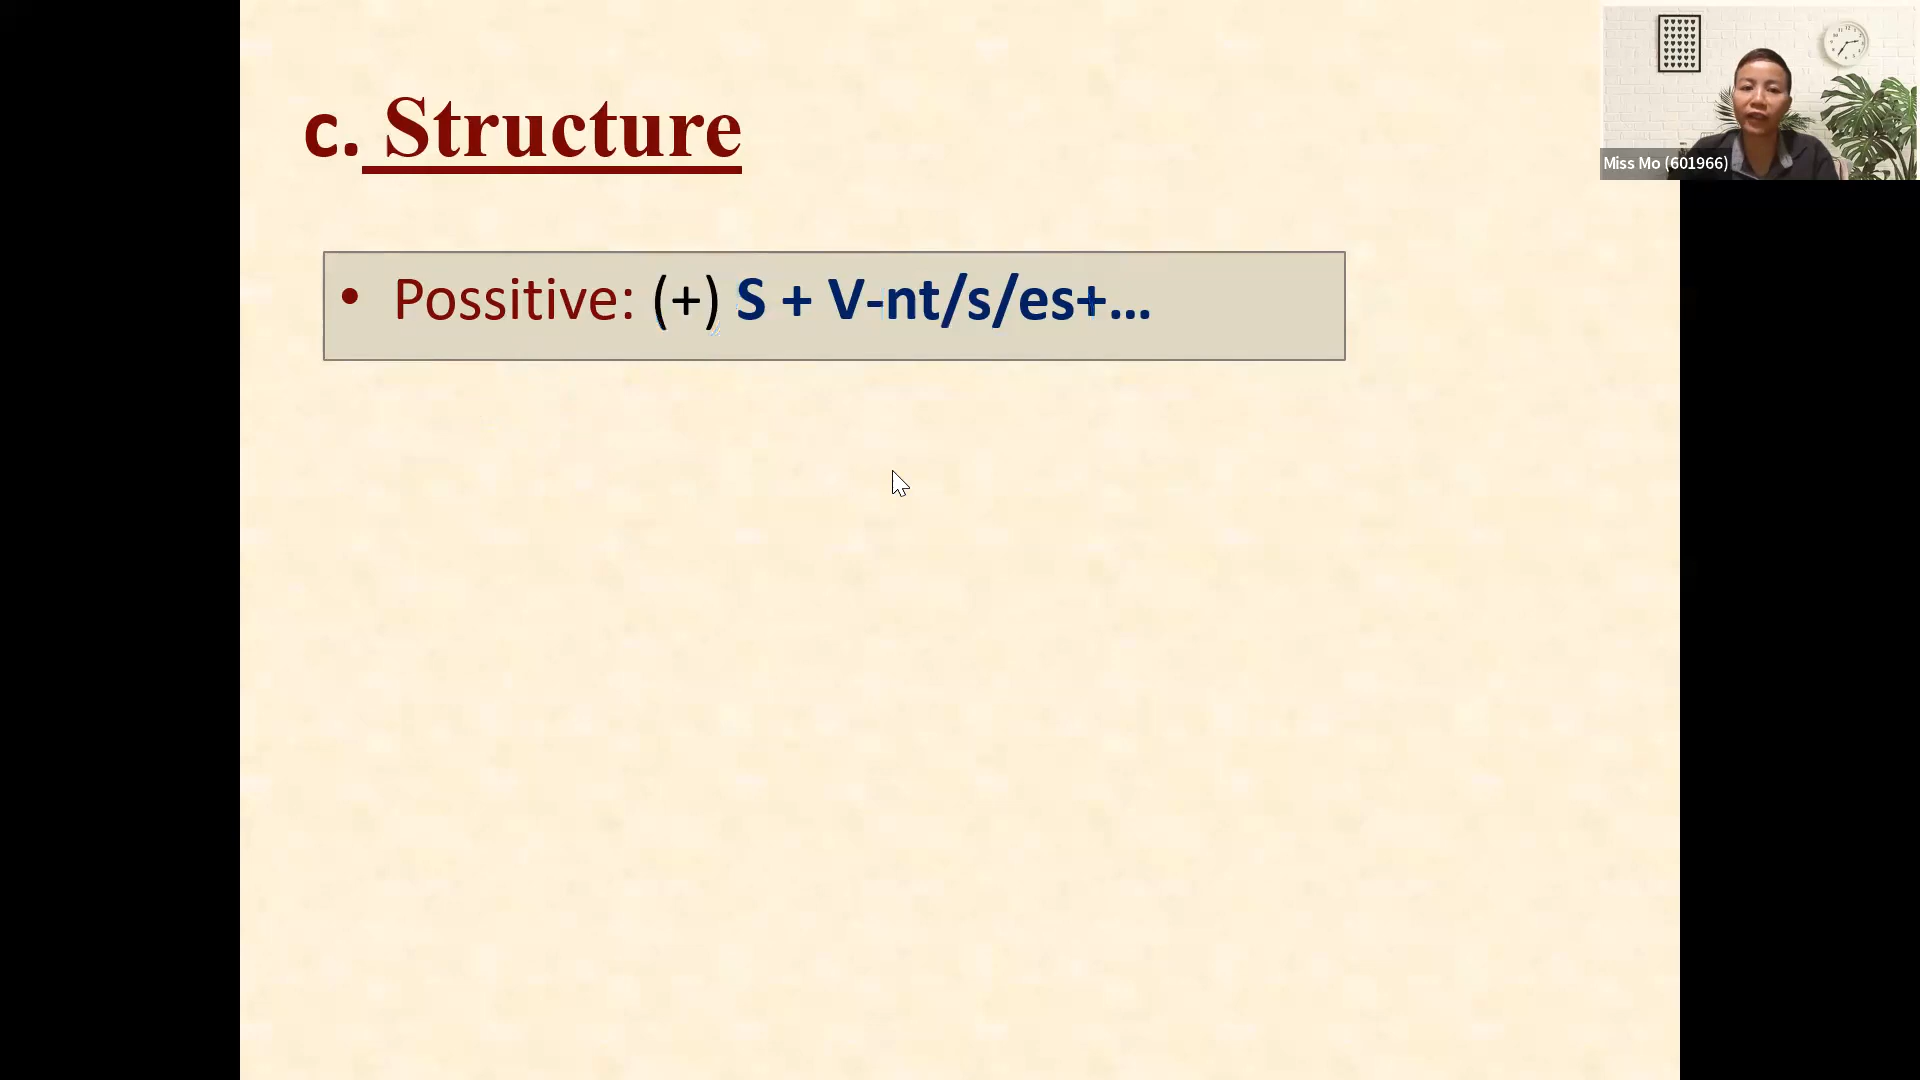 c. Structure
• Possitive: (+) S + V-nt/s/es+...
Miss Mo (601966)